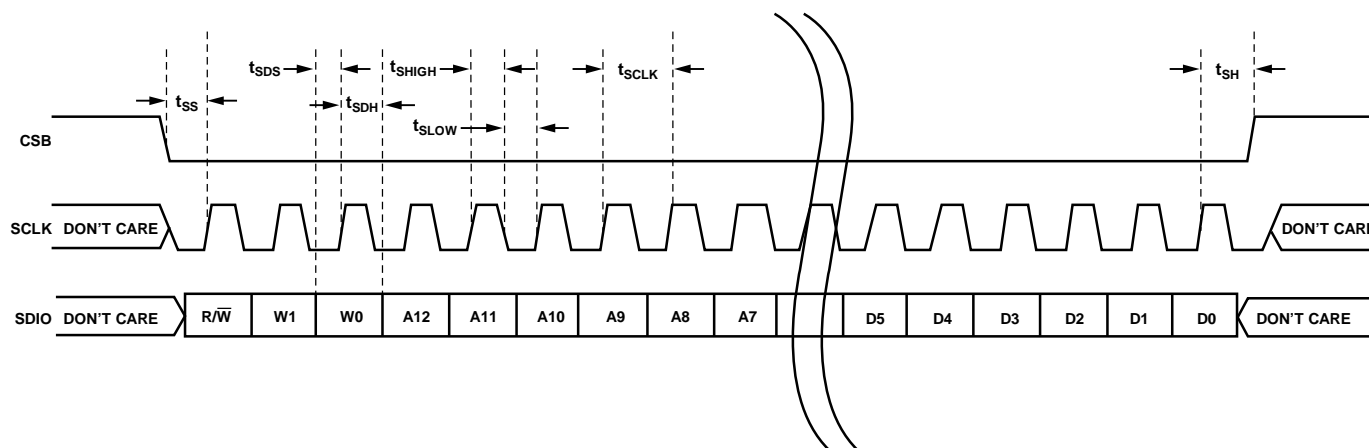 tSDS
tSHIGH
tSCLK
tSH
tSS
tSDH
tSLOW
CSB
SCLK DON'T CARE
DON'T CARE
SDIO DON'T CARE R/W̅ W1 W0 A12 A11 A10 A9 A8 A7 D5 D4 D3 D2 D1 D0 DON'T CARE